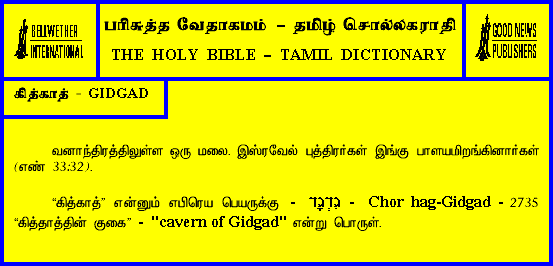 BELLWETHER
INTERNATIONAL
பரிசுத்த வேதாகமம் – தமிழ் சொல்லகராதி
THE HOLY BIBLE – TAMIL DICTIONARY
GOOD NEWS
PUBLISHERS
கித்காத் - GIDGAD
வனாந்திரத்திலுள்ள ஒரு மலை. இஸ்ரவேல் புத்திரர்கள் இங்கு பாளயமிறங்கினார்கள்
(எண் 33:32).
“கித்காத்” என்னும் எபிரெய பெயருக்கு - גִּדְגָּד - Chor hag-Gidgad - 2735
“கித்தாத்தின் குகை” - "cavern of Gidgad" என்று பொருள்.